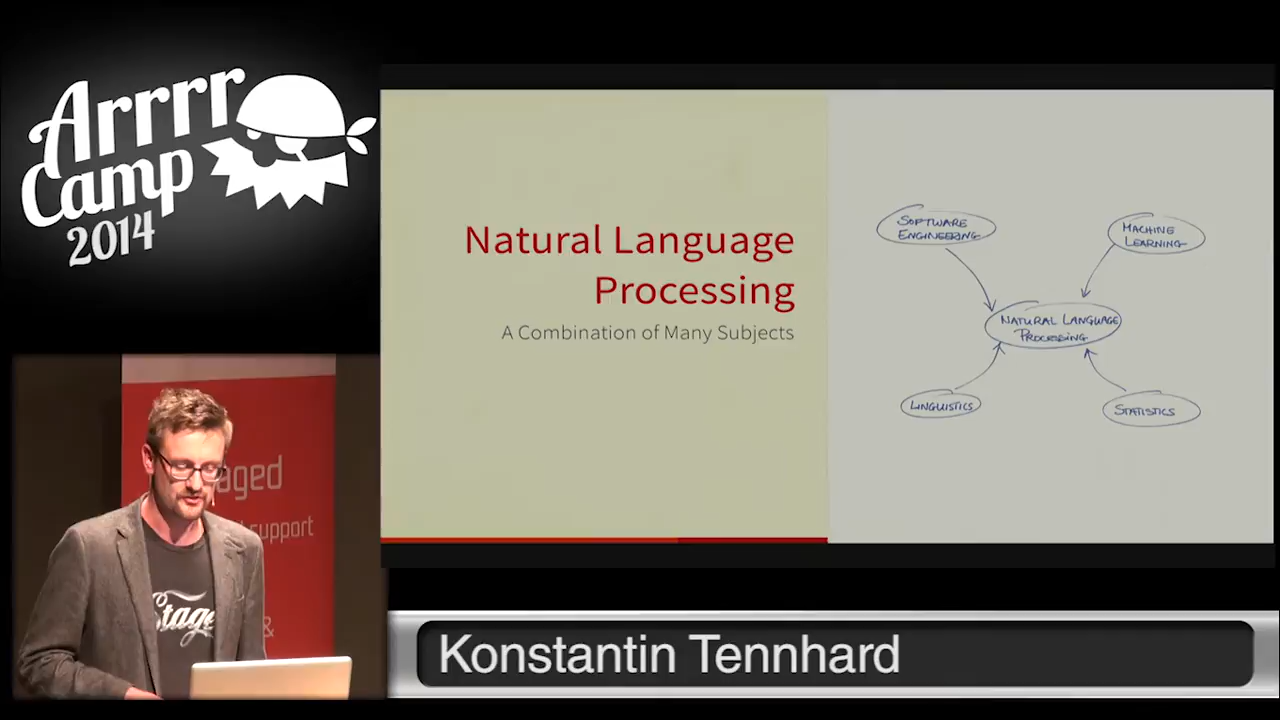 Arrrr
Camp
2014
Natural Language
Processing
A Combination of Many Subjects
SOFTWARE
ENGINEERING
MACHINE
LEARNING
NATURAL LANGUAGE
PROCESSING
LINGUISTICS
STATISTICS
aged
support
&
Stage
Konstantin Tennhard